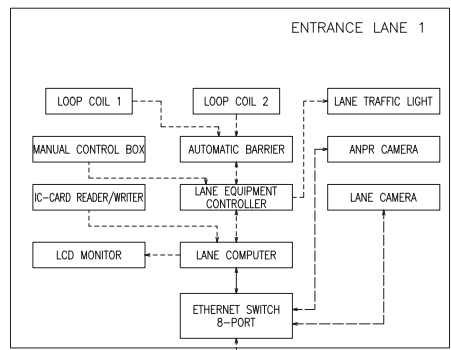 ENTRANCE LANE 1
LOOP COIL 1
LOOP COIL 2
LANE TRAFFIC LIGHT
MANUAL CONTROL BOX
AUTOMATIC BARRIER
ANPR CAMERA
IC-CARD READER/WRITER
LANE EQUIPMENT
CONTROLLER
LANE CAMERA
LCD MONITOR
LANE COMPUTER
ETHERNET SWITCH
8-PORT